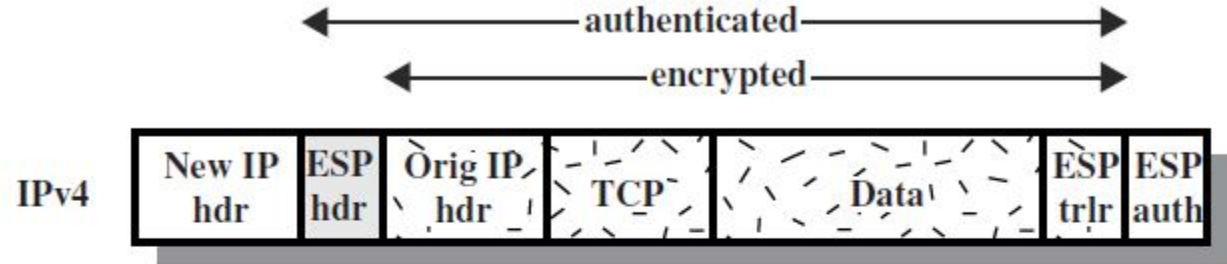 authenticated
encrypted
IPv4
New IP
hdr
ESP
hdr
Orig IP
hdr
TCP
Data
ESP
trlr
ESP
auth